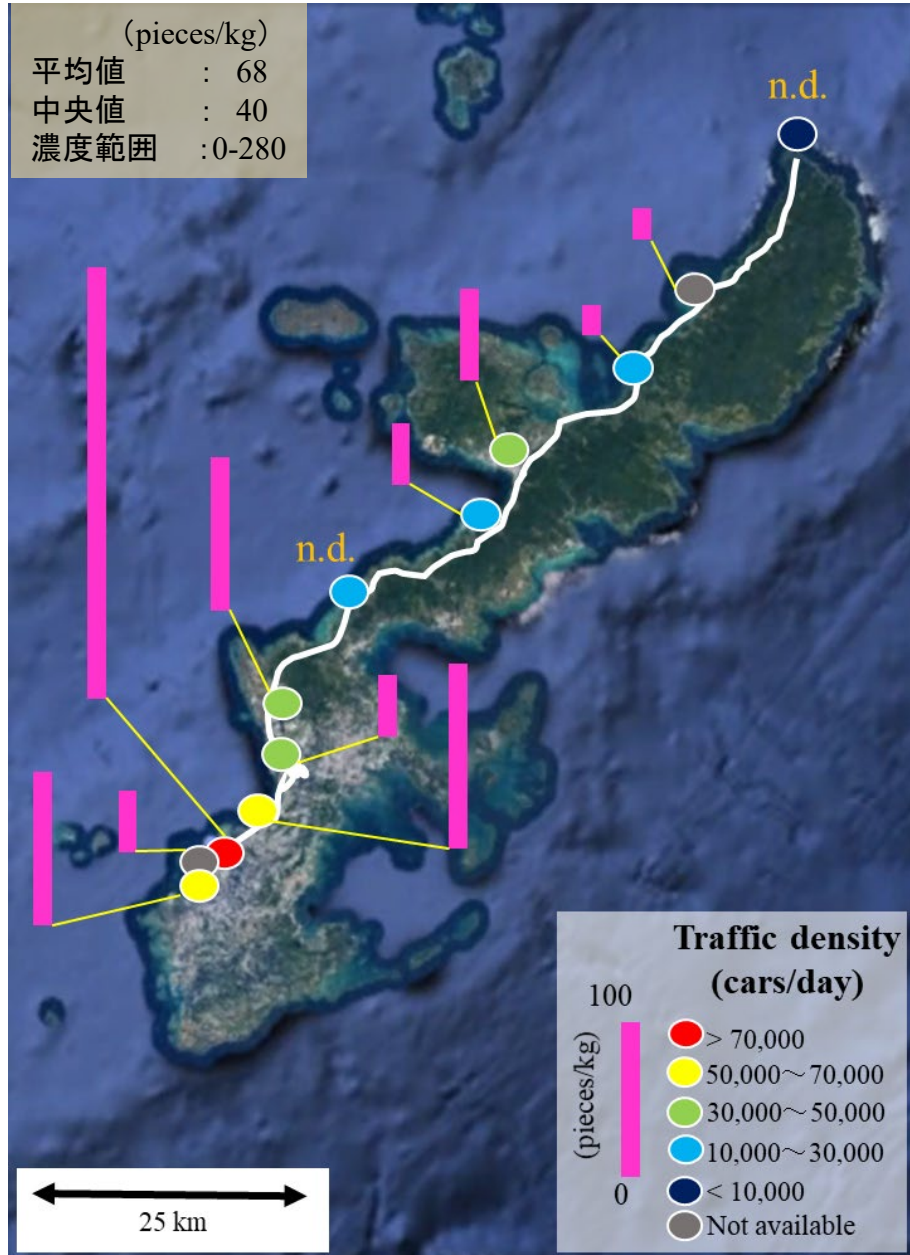 （pieces/kg）
平均値 : 68
中央値 : 40
濃度範囲 :0-280
n.d.
n.d.
Traffic density
(cars/day)
100
(pieces/kg)
0
> 70,000
50,000～70,000
30,000～50,000
10,000～30,000
< 10,000
Not available
25 km